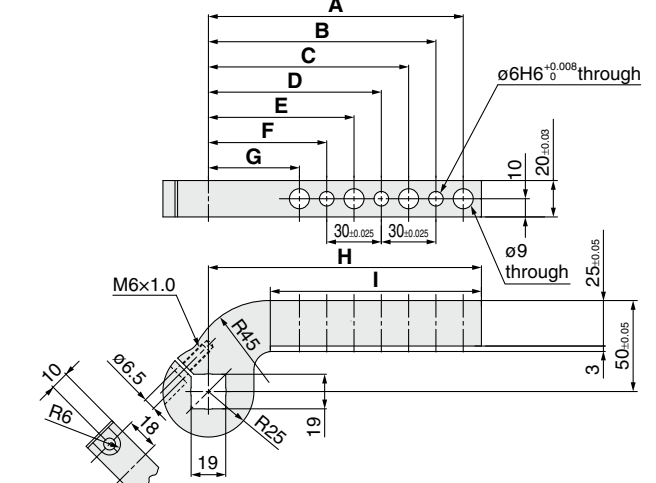 A
B
C
D
E
F
G
ø6H6 +0.008 0 through
10
20±0.03
30±0.025
30±0.025
ø9
through
H
I
M6×1.0
R45
25±0.05
50±0.05
3
ø6.5
10
R6
18
R25
19
19